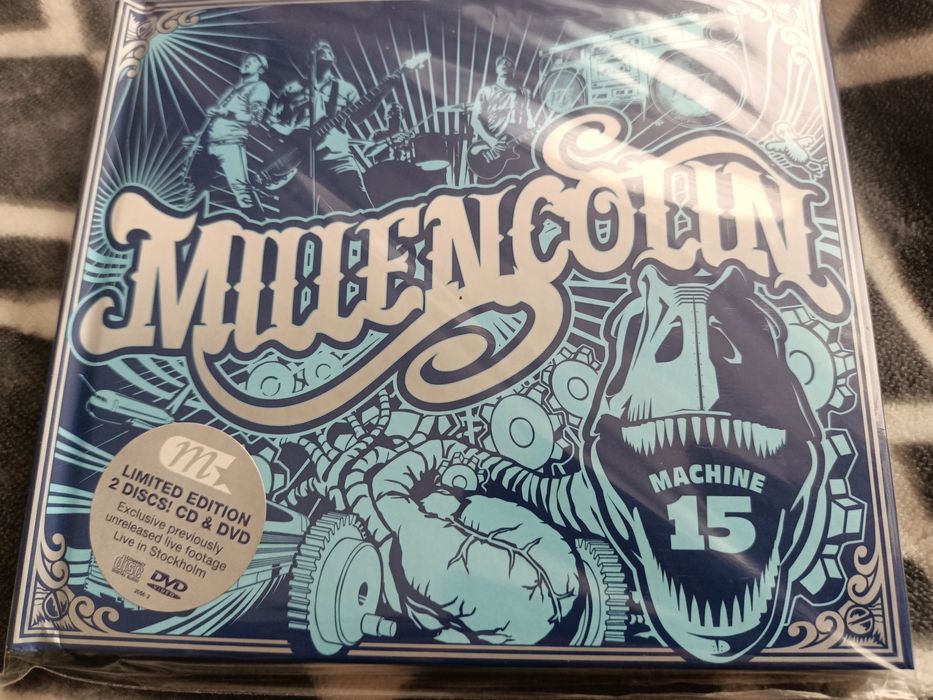 MILLENCOLIN
MACHINE
15
LIMITED EDITION
2 DISCS! CD & DVD
Exclusive previously
unreleased live footage
Live in Stockholm
DVD